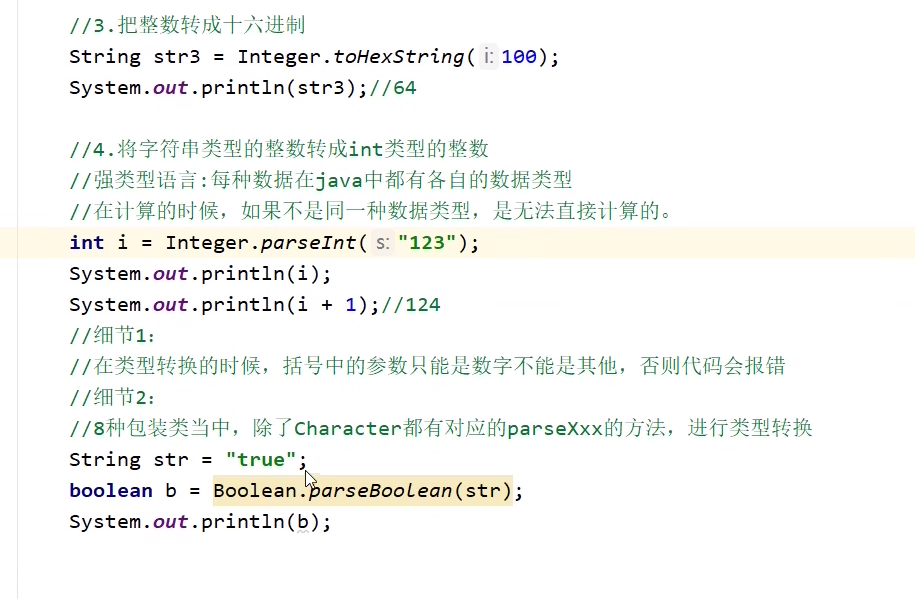 //3.把整数转成十六进制
String str3 = Integer.toHexString( i: 100);
System.out.println(str3);//64
//4.将字符串类型的整数转成int类型的整数
//强类型语言:每种数据在java中都有各自的数据类型
//在计算的时候，如果不是同一种数据类型，是无法直接计算的。
int i = Integer.parseInt( s: "123");
System.out.println(i);
System.out.println(i + 1);//124
//细节1：
//在类型转换的时候，括号中的参数只能是数字不能是其他，否则代码会报错
//细节2：
//8种包装类当中，除了Character都有对应的parseXxx的方法，进行类型转换
String str = "true";
boolean b = Boolean.parseBoolean(str);
System.out.println(b);